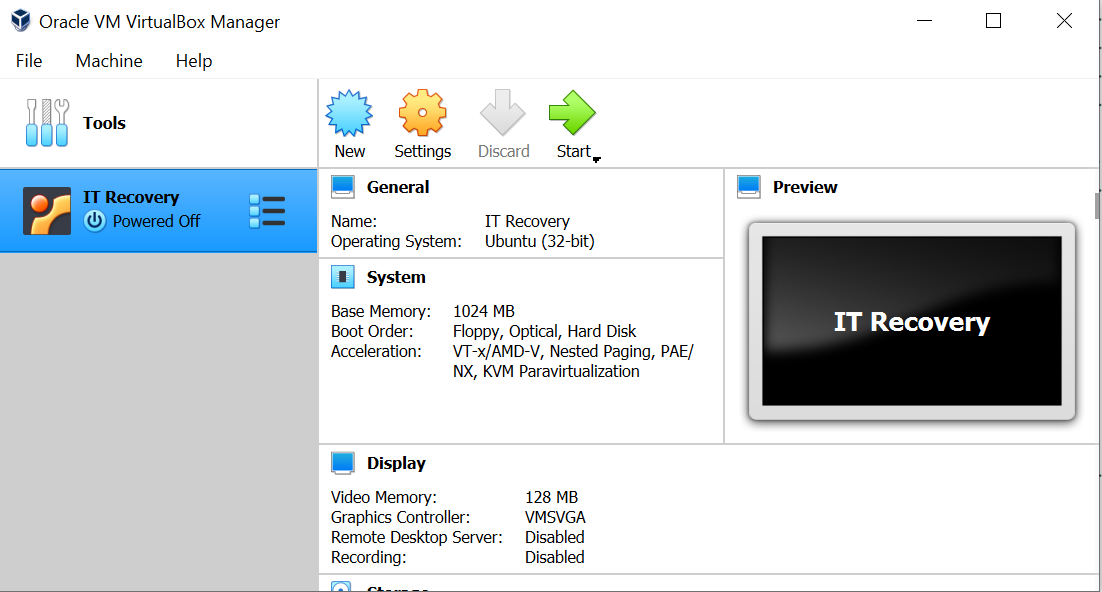 Oracle VM VirtualBox Manager
File Machine Help
Tools
New Settings Discard Start
IT Recovery
Powered Off
General
Name: IT Recovery
Operating System: Ubuntu (32-bit)
System
Base Memory: 1024 MB
Boot Order: Floppy, Optical, Hard Disk
Acceleration: VT-x/AMD-V, Nested Paging, PAE/
NX, KVM Paravirtualization
Preview
IT Recovery
Display
Video Memory: 128 MB
Graphics Controller: VMSVGA
Remote Desktop Server: Disabled
Recording: Disabled
Storage